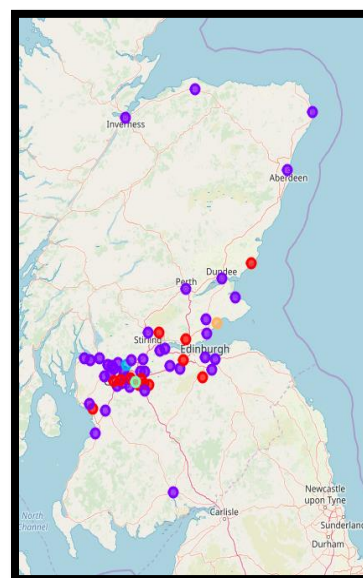 Inverness
Aberdeen
Perth
Dundee
Stirling
Edinburgh
North
Channel
Carlisle
Newcastle
upon Tyne
Sunderland
Durham